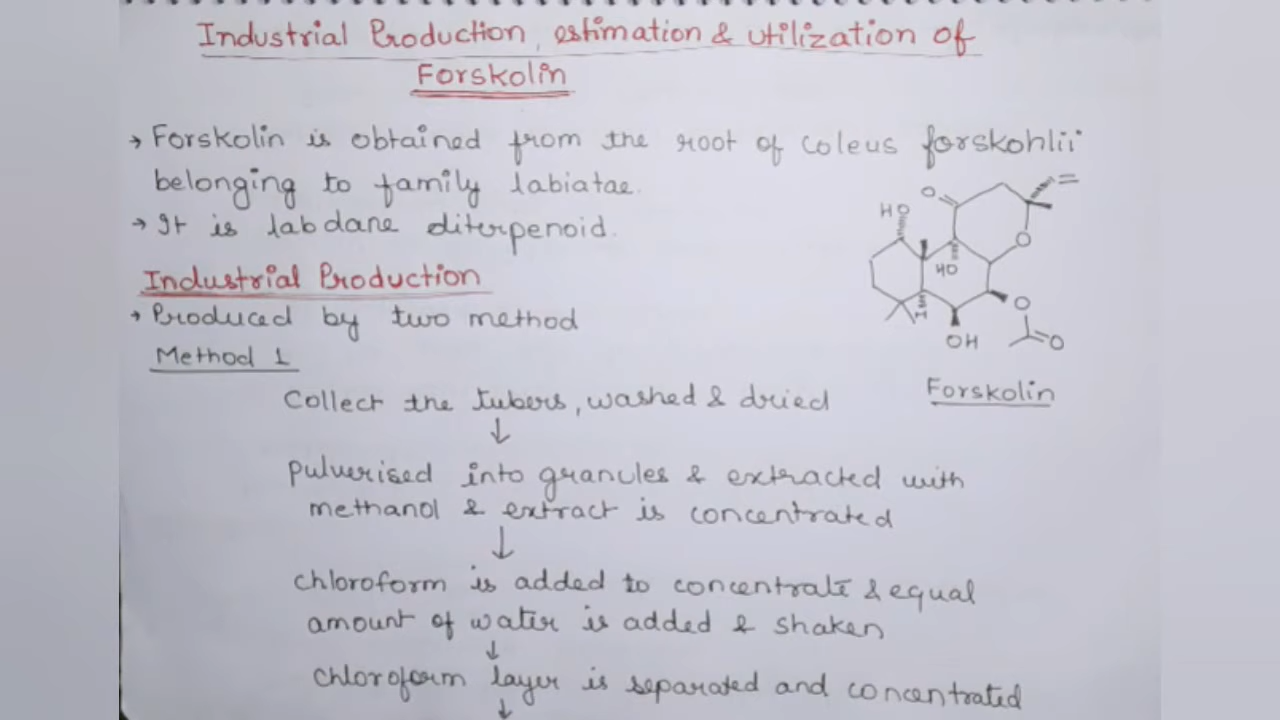 Industrial Production, estimation & utilization of
Forskolin
→ Forskolin is obtained from the root of coleus forskohlii
belonging to family labiatae.
→ It is labdane diterpenoid.
Industrial Production
→ Produced by two method
Method 1
Collect the tubers, washed & dried
↓
pulverised into granules & extracted with
methanol & extract is concentrated
↓
chloroform is added to concentrate & equal
amount of water is added & shaken
↓
chloroform layer is separated and concentrated
↓
O
HO
O
HO
H
O
OH
O
Forskolin